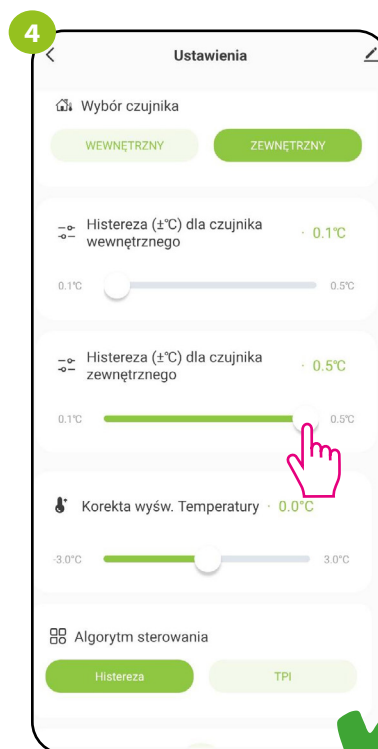 4
Ustawienia
Wybór czujnika
WEWNĘTRZNY ZEWNĘTRZNY
Histereza (±°C) dla czujnika
wewnętrznego · 0.1°C
0.1°C 0.5°C
Histereza (±°C) dla czujnika
zewnętrznego · 0.5°C
0.1°C 0.5°C
Korekta wyśw. Temperatury · 0.0°C
-3.0°C 3.0°C
Algorytm sterowania
Histereza TPI